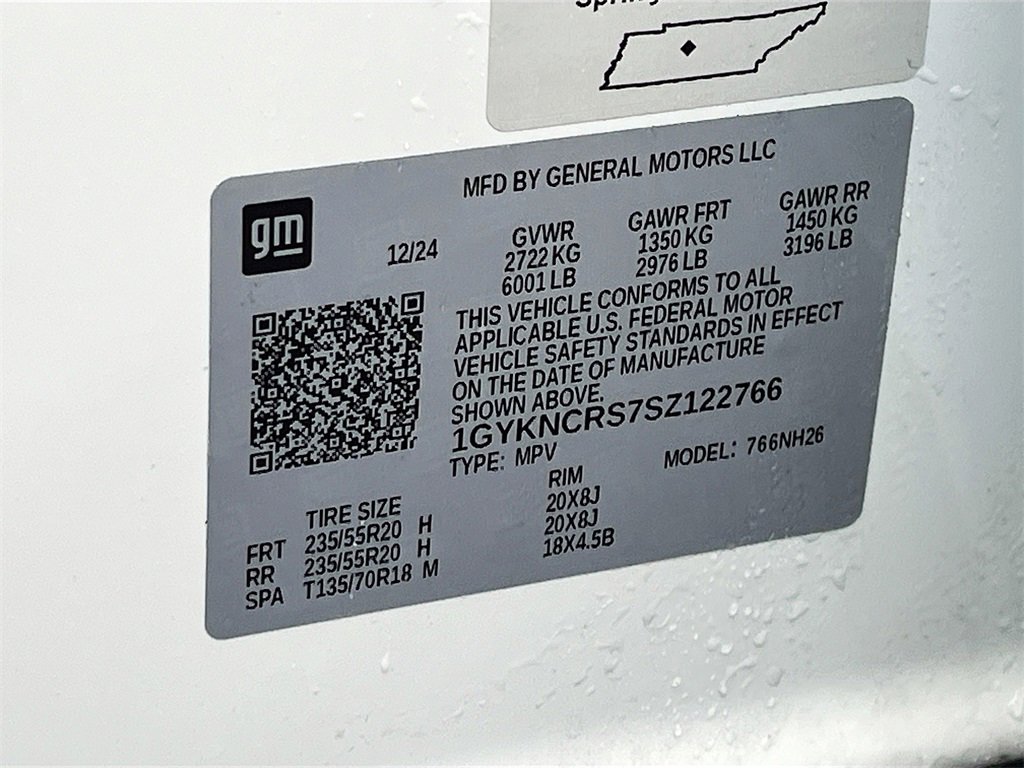 MFD BY GENERAL MOTORS LLC
gm
12/24
GVWR
2722 KG
6001 LB
GAWR FRT
1350 KG
2976 LB
GAWR RR
1450 KG
3196 LB
THIS VEHICLE CONFORMS TO ALL
APPLICABLE U.S. FEDERAL MOTOR
VEHICLE SAFETY STANDARDS IN EFFECT
ON THE DATE OF MANUFACTURE
SHOWN ABOVE.
1GYKNCRS7SZ122766
TYPE: MPV
MODEL: 766NH26
TIRE SIZE RIM
FRT 235/55R20 H 20X8J
RR 235/55R20 H 20X8J
SPA T135/70R18 M 18X4.5B